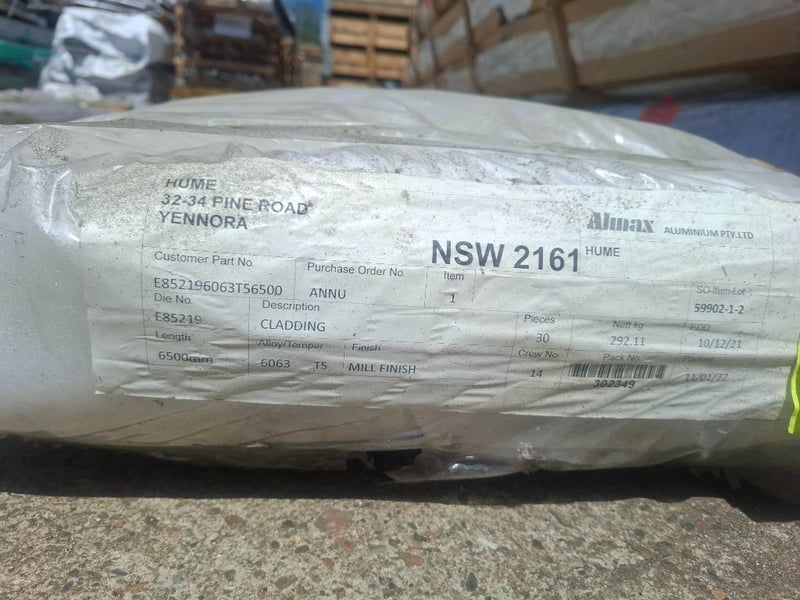 HUME
32-34 PINE ROAD
YENNORA
NSW 2161
Almax ALUMINIUM PTY.LTD
HUME
Customer Part No.
E852196063T56500
Purchase Order No.
ANNU
Item
1
SO-Item-Lot
59902-1-2
Die No.
E85219
Description
CLADDING
Pieces
30
Nett kg
292.11
EOD
10/12/21
Length
6500mm
Alloy/Temper
6063 T5
Finish
MILL FINISH
Crew No
14
Pack No.
302349
11/01/22